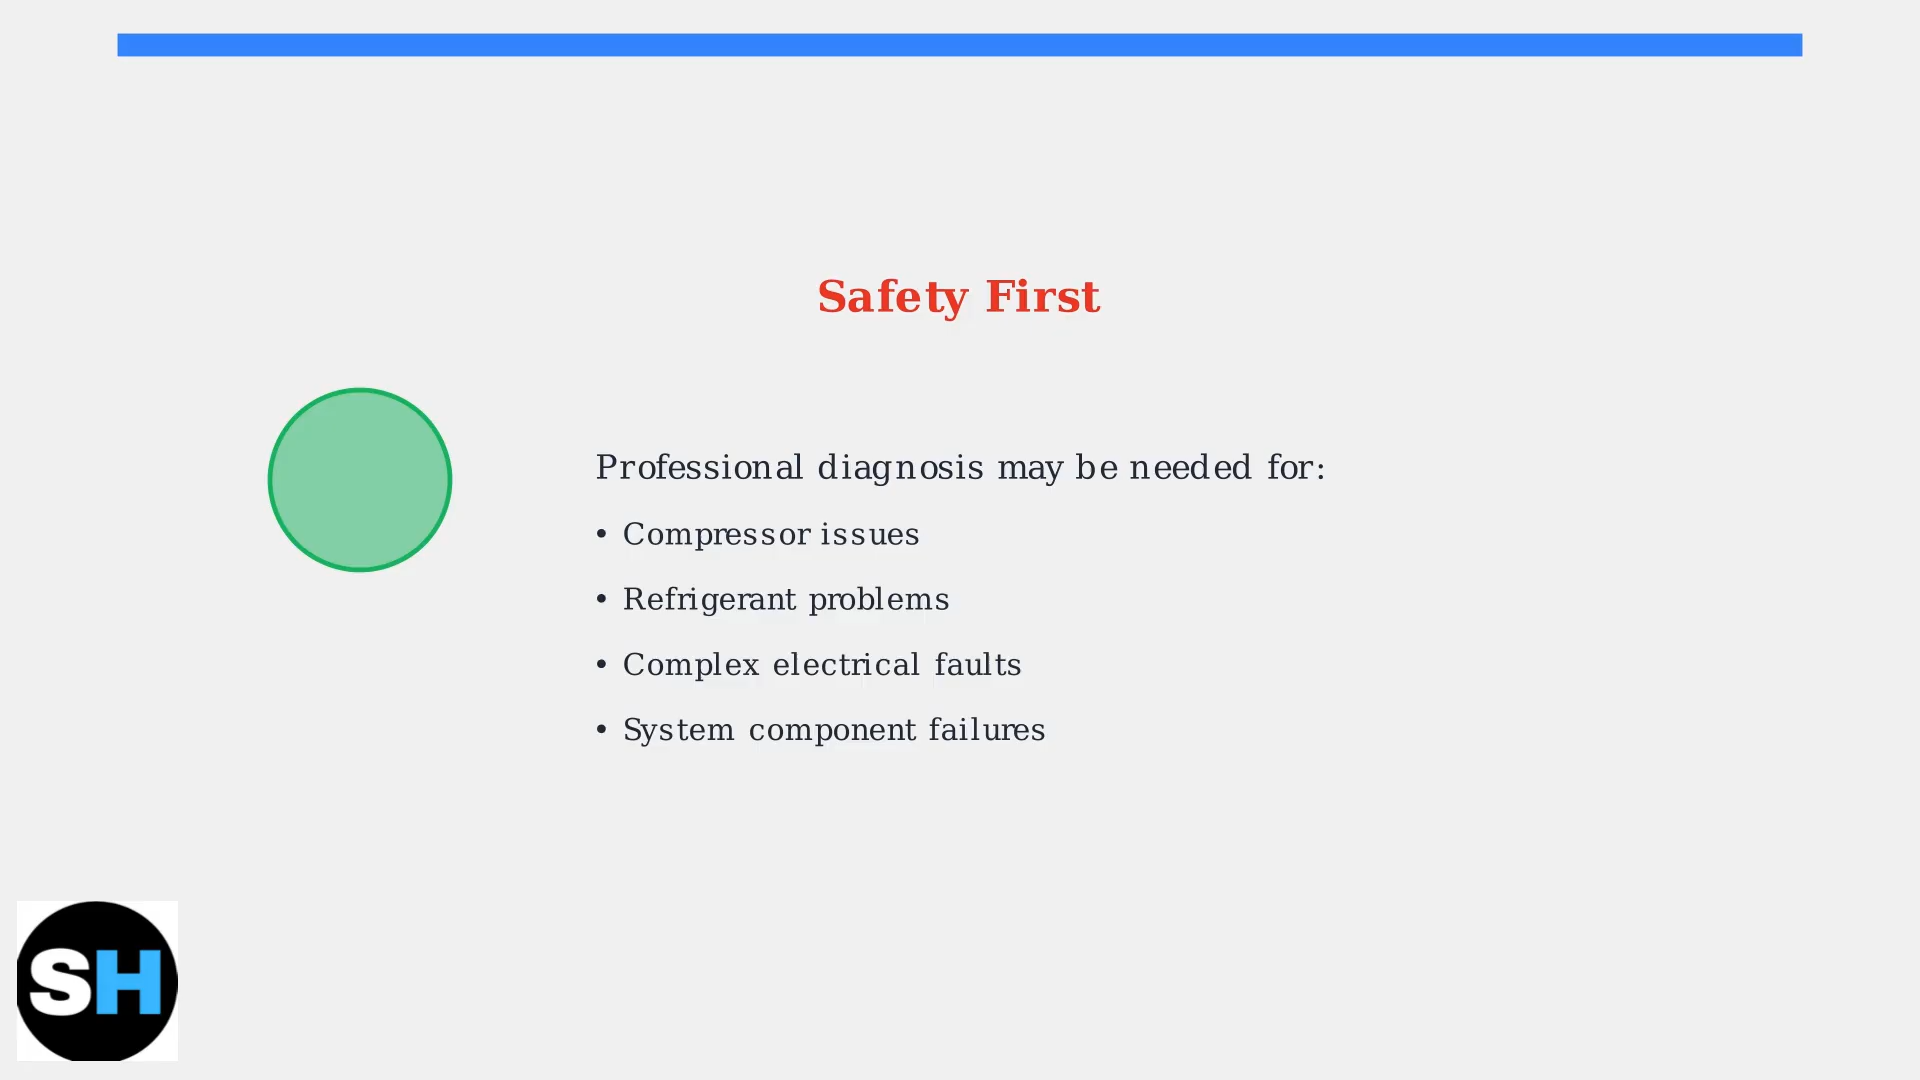 Safety First
Professional diagnosis may be needed for:
• Compressor issues
• Refrigerant problems
• Complex electrical faults
• System component failures
SH